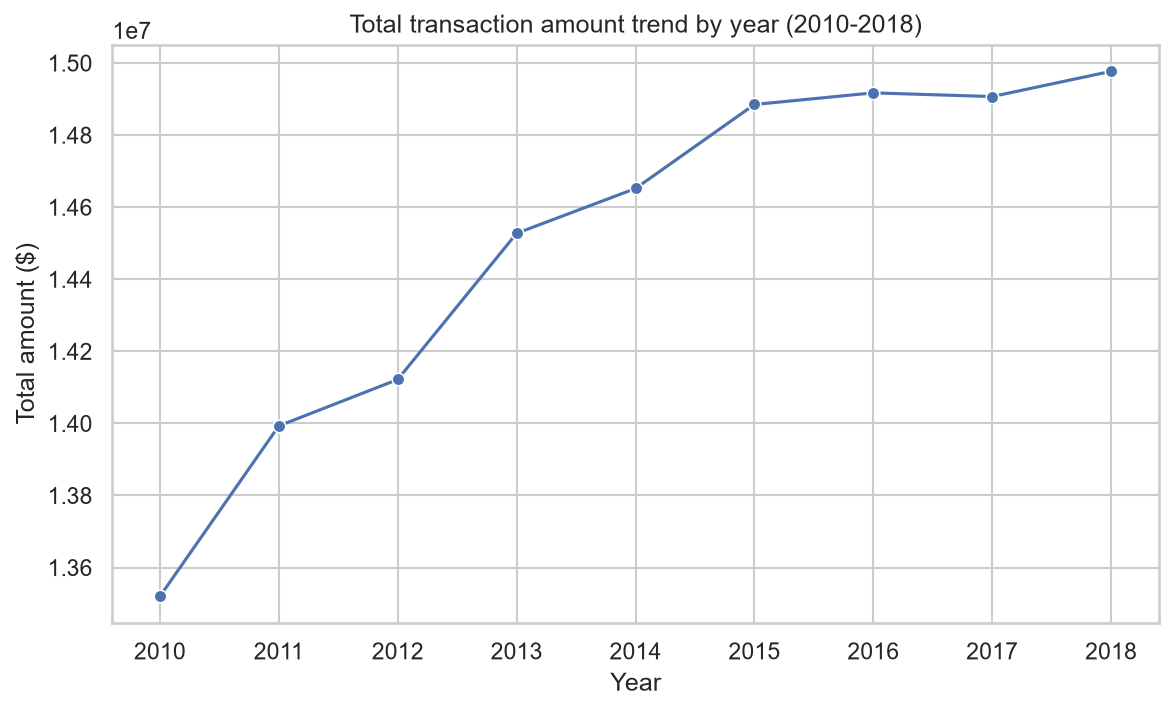 Total transaction amount trend by year (2010-2018)
1e7
1.50
1.48
1.46
1.44
1.42
1.40
1.38
1.36
Total amount ($)
2010 2011 2012 2013 2014 2015 2016 2017 2018
Year